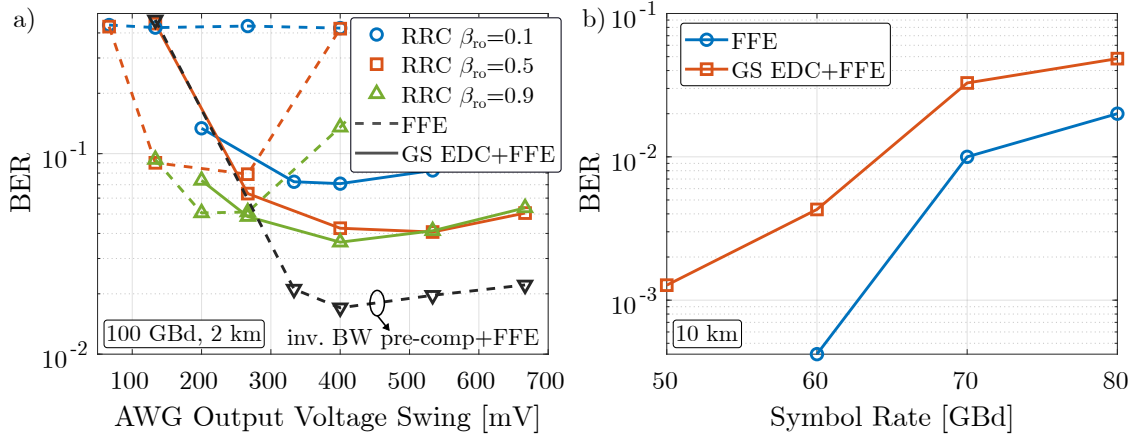 a)
10⁻¹
10⁻²
BER
RRC βro=0.1
RRC βro=0.5
RRC βro=0.9
FFE
GS EDC+FFE
100 GBd, 2 km
inv. BW pre-comp+FFE
100 200 300 400 500 600 700
AWG Output Voltage Swing [mV]
b)
10⁻¹
10⁻²
10⁻³
BER
FFE
GS EDC+FFE
10 km
50 60 70 80
Symbol Rate [GBd]